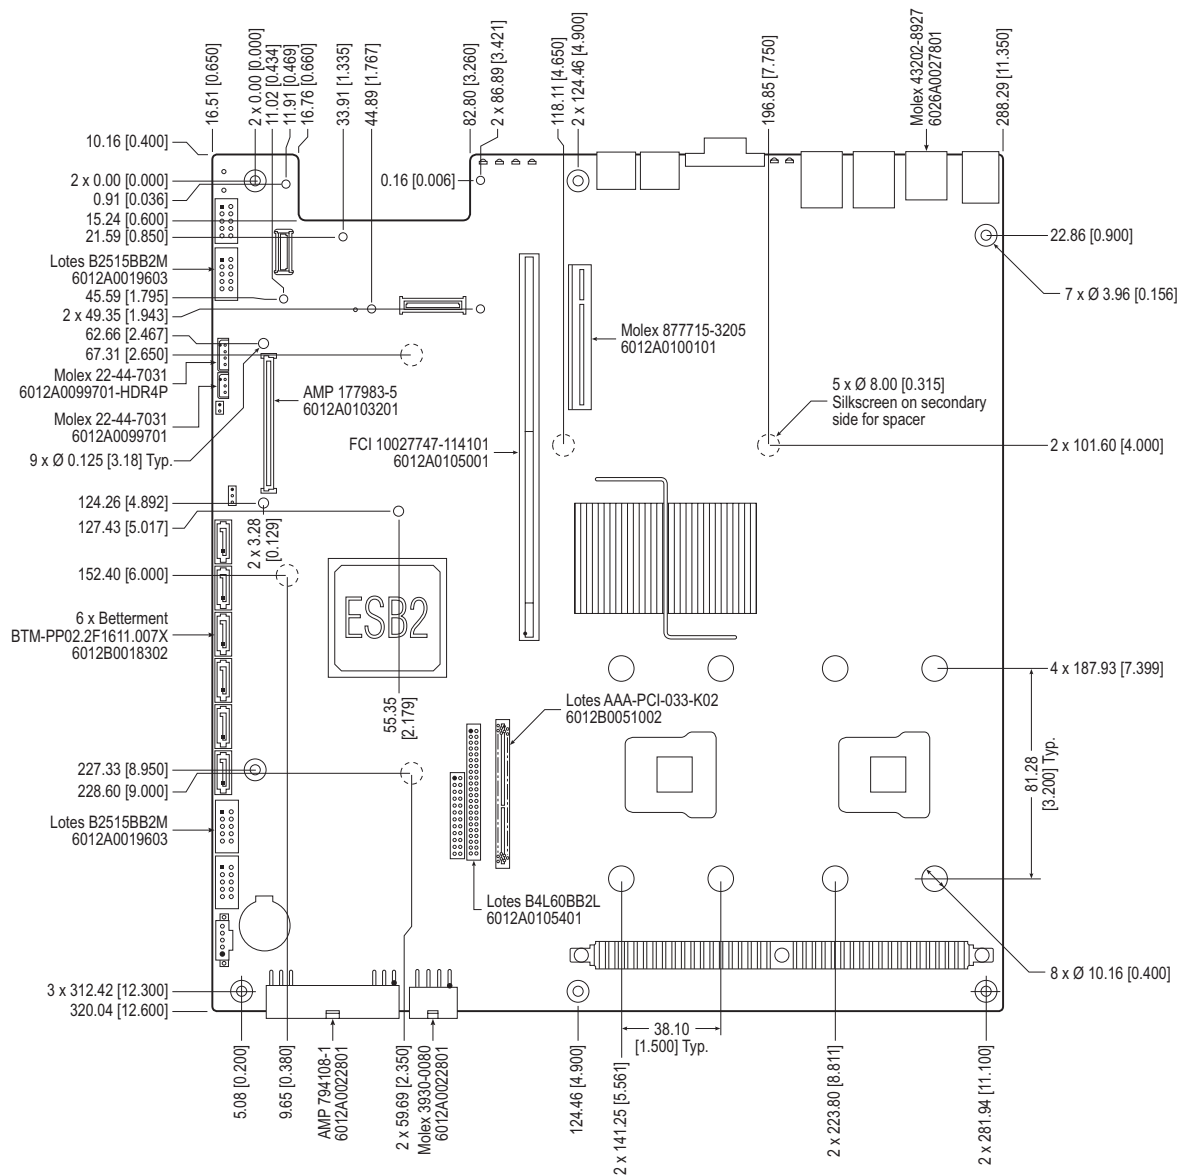 16.51 [0.650]
2 x 0.00 [0.000]
11.02 [0.434]
11.91 [0.469]
16.76 [0.660]
33.91 [1.335]
44.89 [1.767]
82.80 [3.260]
2 x 86.89 [3.421]
118.11 [4.650]
2 x 124.46 [4.900]
196.85 [7.750]
Molex 43202-8927
6026A0027801
288.29 [11.350]
10.16 [0.400]
2 x 0.00 [0.000]
0.91 [0.036]
15.24 [0.600]
21.59 [0.850]
Lotes B2515BB2M
6012A0019603
45.59 [1.795]
2 x 49.35 [1.943]
62.66 [2.467]
67.31 [2.650]
Molex 22-44-7031
6012A0099701-HDR4P
Molex 22-44-7031
6012A0099701
9 x Ø 0.125 [3.18] Typ.
124.26 [4.892]
127.43 [5.017]
152.40 [6.000]
6 x Betterment
BTM-PP02.2F1611.007X
6012B0018302
227.33 [8.950]
228.60 [9.000]
Lotes B2515BB2M
6012A0019603
3 x 312.42 [12.300]
320.04 [12.600]
0.16 [0.006]
AMP 177983-5
6012A0103201
FCI 10027747-114101
6012A0105001
Molex 877715-3205
6012A0100101
5 x Ø 8.00 [0.315]
Silkscreen on secondary
side for spacer
2 x 3.28
[0.129]
ESB2
55.35
[2.179]
Lotes AAA-PCI-033-K02
6012B0051002
Lotes B4L60BB2L
6012A0105401
22.86 [0.900]
7 x Ø 3.96 [0.156]
2 x 101.60 [4.000]
4 x 187.93 [7.399]
81.28
[3.200] Typ.
8 x Ø 10.16 [0.400]
38.10
[1.500] Typ.
5.08 [0.200]
9.65 [0.380]
AMP 794108-1
6012A0022801
2 x 59.69 [2.350]
Molex 3930-0080
6012A0022801
124.46 [4.900]
2 x 141.25 [5.561]
2 x 223.80 [8.811]
2 x 281.94 [11.100]